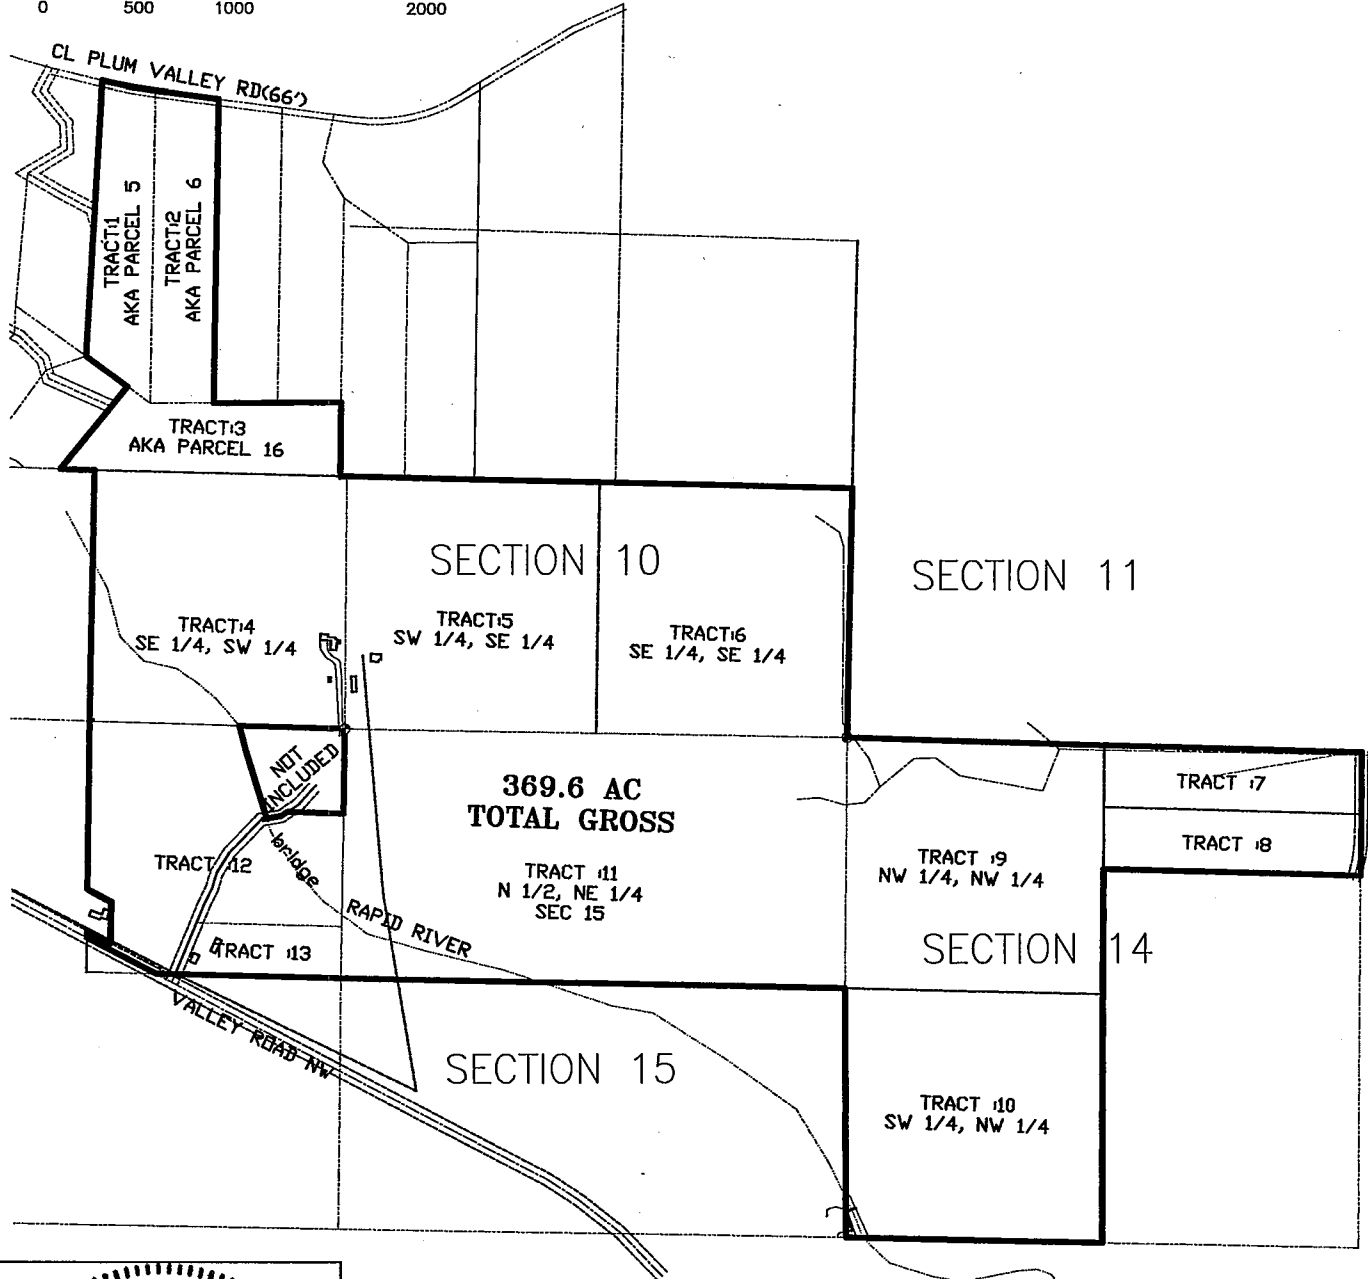 0 500 1000 2000
CL PLUM VALLEY RD(66')
TRACT:1
AKA PARCEL 5
TRACT:2
AKA PARCEL 6
TRACT:3
AKA PARCEL 16
SECTION 10
SECTION 11
TRACT:4
SE 1/4, SW 1/4
TRACT:5
SW 1/4, SE 1/4
TRACT:6
SE 1/4, SE 1/4
NOT
INCLUDED
369.6 AC
TOTAL GROSS
TRACT :7
TRACT :8
TRACT :9
NW 1/4, NW 1/4
TRACT :11
N 1/2, NE 1/4
SEC 15
TRACT :12
bridge
RAPID RIVER
TRACT :13
SECTION 14
VALLEY ROAD NW
SECTION 15
TRACT :10
SW 1/4, NW 1/4